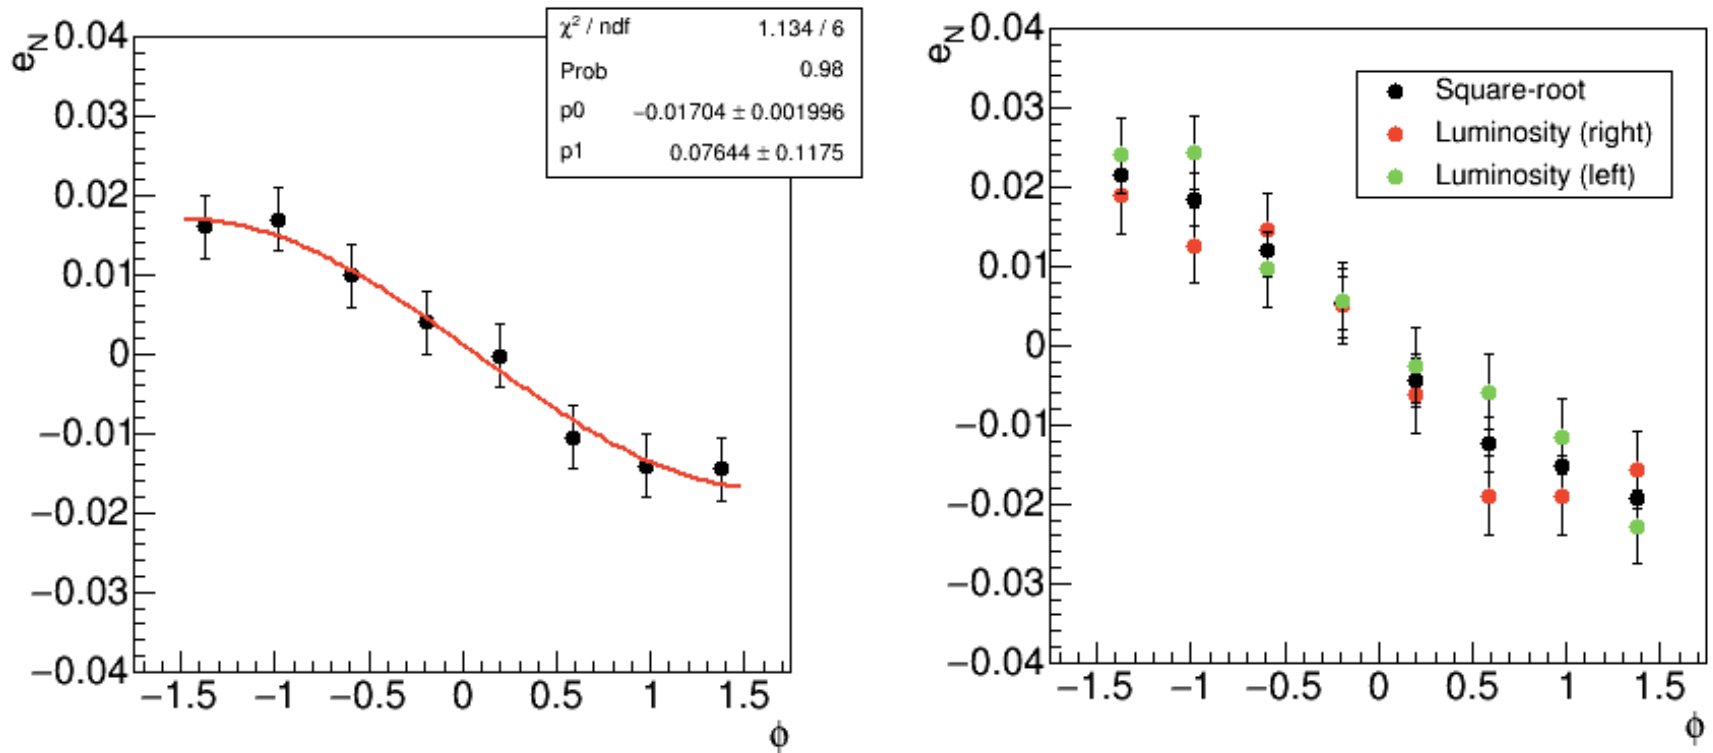 e_N
0.04
0.03
0.02
0.01
0
−0.01
−0.02
−0.03
−0.04
−1.5 −1 −0.5 0 0.5 1 1.5
ϕ
χ² / ndf 1.134 / 6
Prob 0.98
p0 −0.01704 ± 0.001996
p1 0.07644 ± 0.1175
e_N
0.04
0.03
0.02
0.01
0
−0.01
−0.02
−0.03
−0.04
−1.5 −1 −0.5 0 0.5 1 1.5
ϕ
Square-root
Luminosity (right)
Luminosity (left)